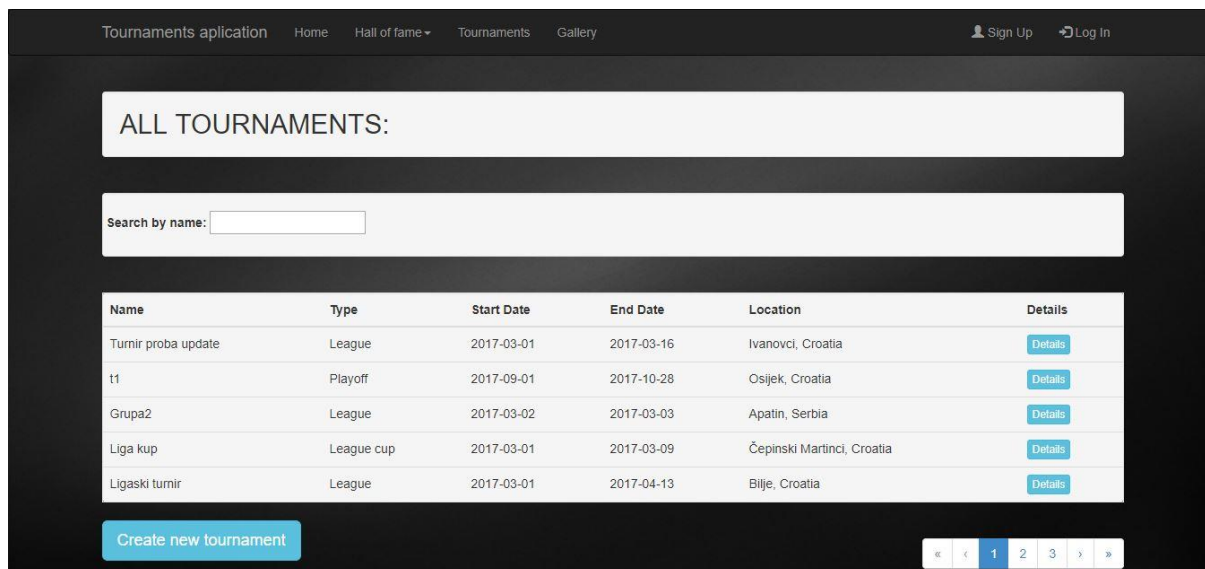 Tournaments aplication Home Hall of fame Tournaments Gallery Sign Up Log In
ALL TOURNAMENTS:
Search by name:
Name Type Start Date End Date Location Details
Turnir proba update League 2017-03-01 2017-03-16 Ivanovci, Croatia Details
t1 Playoff 2017-09-01 2017-10-28 Osijek, Croatia Details
Grupa2 League 2017-03-02 2017-03-03 Apatin, Serbia Details
Liga kup League cup 2017-03-01 2017-03-09 Čepinski Martinci, Croatia Details
Ligaski turnir League 2017-03-01 2017-04-13 Bilje, Croatia Details
Create new tournament
« ‹ 1 2 3 › »